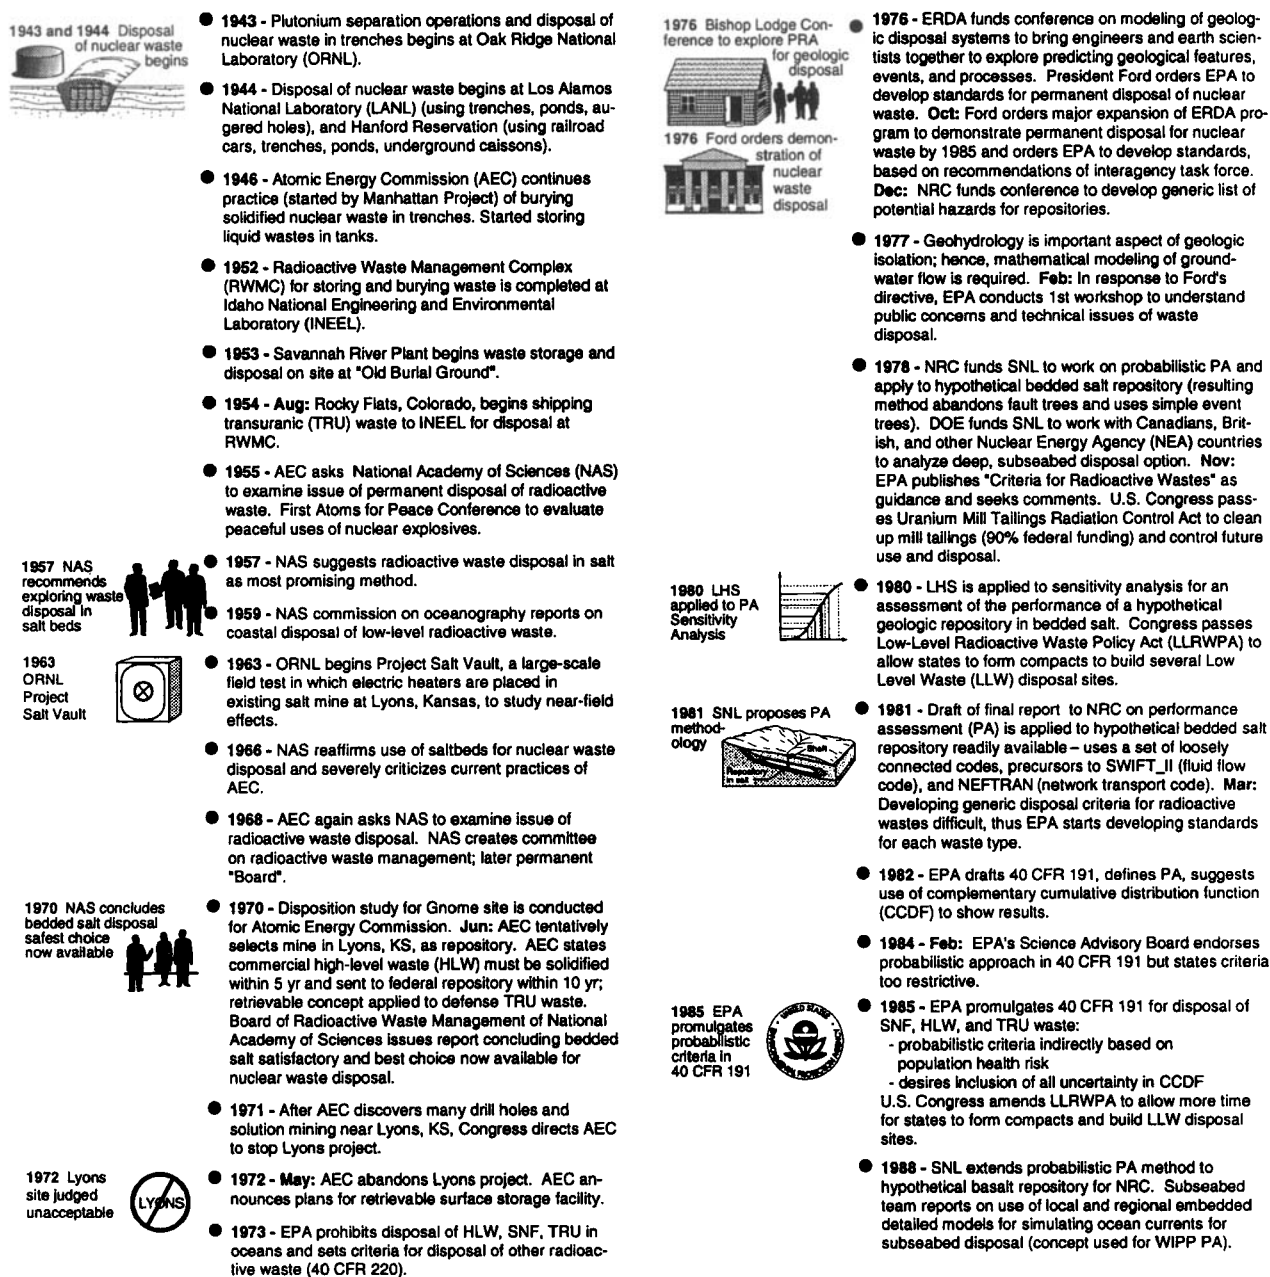 1943 and 1944 Disposal
of nuclear waste
begins
1943 - Plutonium separation operations and disposal of
nuclear waste in trenches begins at Oak Ridge National
Laboratory (ORNL).
1944 - Disposal of nuclear waste begins at Los Alamos
National Laboratory (LANL) (using trenches, ponds, au-
gered holes), and Hanford Reservation (using railroad
cars, trenches, ponds, underground caissons).
1946 - Atomic Energy Commission (AEC) continues
practice (started by Manhattan Project) of burying
solidified nuclear waste in trenches. Started storing
liquid wastes in tanks.
1952 - Radioactive Waste Management Complex
(RWMC) for storing and burying waste is completed at
Idaho National Engineering and Environmental
Laboratory (INEEL).
1953 - Savannah River Plant begins waste storage and
disposal on site at "Old Burial Ground".
1954 - Aug: Rocky Flats, Colorado, begins shipping
transuranic (TRU) waste to INEEL for disposal at
RWMC.
1955 - AEC asks National Academy of Sciences (NAS)
to examine issue of permanent disposal of radioactive
waste. First Atoms for Peace Conference to evaluate
peaceful uses of nuclear explosives.
1957 NAS
recommends
exploring waste
disposal in
salt beds
1957 - NAS suggests radioactive waste disposal in salt
as most promising method.
1959 - NAS commission on oceanography reports on
coastal disposal of low-level radioactive waste.
1963
ORNL
Project
Salt Vault
1963 - ORNL begins Project Salt Vault, a large-scale
field test in which electric heaters are placed in
existing salt mine at Lyons, Kansas, to study near-field
effects.
1966 - NAS reaffirms use of saltbeds for nuclear waste
disposal and severely criticizes current practices of
AEC.
1968 - AEC again asks NAS to examine issue of
radioactive waste disposal. NAS creates committee
on radioactive waste management; later permanent
"Board".
1970 NAS concludes
bedded salt disposal
safest choice
now available
1970 - Disposition study for Gnome site is conducted
for Atomic Energy Commission. Jun: AEC tentatively
selects mine in Lyons, KS, as repository. AEC states
commercial high-level waste (HLW) must be solidified
within 5 yr and sent to federal repository within 10 yr;
retrievable concept applied to defense TRU waste.
Board of Radioactive Waste Management of National
Academy of Sciences issues report concluding bedded
salt satisfactory and best choice now available for
nuclear waste disposal.
1971 - After AEC discovers many drill holes and
solution mining near Lyons, KS, Congress directs AEC
to stop Lyons project.
1972 Lyons
site judged
unacceptable
LYONS
1972 - May: AEC abandons Lyons project. AEC an-
nounces plans for retrievable surface storage facility.
1973 - EPA prohibits disposal of HLW, SNF, TRU in
oceans and sets criteria for disposal of other radioac-
tive waste (40 CFR 220).
1976 Bishop Lodge Con-
ference to explore PRA
for geologic
disposal
1976 Ford orders demon-
stration of
nuclear
waste
disposal
1976 - ERDA funds conference on modeling of geolog-
ic disposal systems to bring engineers and earth scien-
tists together to explore predicting geological features,
events, and processes. President Ford orders EPA to
develop standards for permanent disposal of nuclear
waste. Oct: Ford orders major expansion of ERDA pro-
gram to demonstrate permanent disposal for nuclear
waste by 1985 and orders EPA to develop standards,
based on recommendations of interagency task force.
Dec: NRC funds conference to develop generic list of
potential hazards for repositories.
1977 - Geohydrology is important aspect of geologic
isolation; hence, mathematical modeling of ground-
water flow is required. Feb: In response to Ford's
directive, EPA conducts 1st workshop to understand
public concerns and technical issues of waste
disposal.
1978 - NRC funds SNL to work on probabilistic PA and
apply to hypothetical bedded salt repository (resulting
method abandons fault trees and uses simple event
trees). DOE funds SNL to work with Canadians, Brit-
ish, and other Nuclear Energy Agency (NEA) countries
to analyze deep, subseabed disposal option. Nov:
EPA publishes "Criteria for Radioactive Wastes" as
guidance and seeks comments. U.S. Congress pass-
es Uranium Mill Tailings Radiation Control Act to clean
up mill tailings (90% federal funding) and control future
use and disposal.
1980 LHS
applied to PA
Sensitivity
Analysis
1980 - LHS is applied to sensitivity analysis for an
assessment of the performance of a hypothetical
geologic repository in bedded salt. Congress passes
Low-Level Radioactive Waste Policy Act (LLRWPA) to
allow states to form compacts to build several Low
Level Waste (LLW) disposal sites.
1981 SNL proposes PA
method-
ology
Shaft
Repository
in salt
1981 - Draft of final report to NRC on performance
assessment (PA) is applied to hypothetical bedded salt
repository readily available – uses a set of loosely
connected codes, precursors to SWIFT_II (fluid flow
code), and NEFTRAN (network transport code). Mar:
Developing generic disposal criteria for radioactive
wastes difficult, thus EPA starts developing standards
for each waste type.
1982 - EPA drafts 40 CFR 191, defines PA, suggests
use of complementary cumulative distribution function
(CCDF) to show results.
1984 - Feb: EPA's Science Advisory Board endorses
probabilistic approach in 40 CFR 191 but states criteria
too restrictive.
1985 EPA
promulgates
probabilistic
criteria in
40 CFR 191
UNITED STATES
ENVIRONMENTAL PROTECTION AGENCY
1985 - EPA promulgates 40 CFR 191 for disposal of
SNF, HLW, and TRU waste:
- probabilistic criteria indirectly based on
population health risk
- desires inclusion of all uncertainty in CCDF
U.S. Congress amends LLRWPA to allow more time
for states to form compacts and build LLW disposal
sites.
1988 - SNL extends probabilistic PA method to
hypothetical basalt repository for NRC. Subseabed
team reports on use of local and regional embedded
detailed models for simulating ocean currents for
subseabed disposal (concept used for WIPP PA).